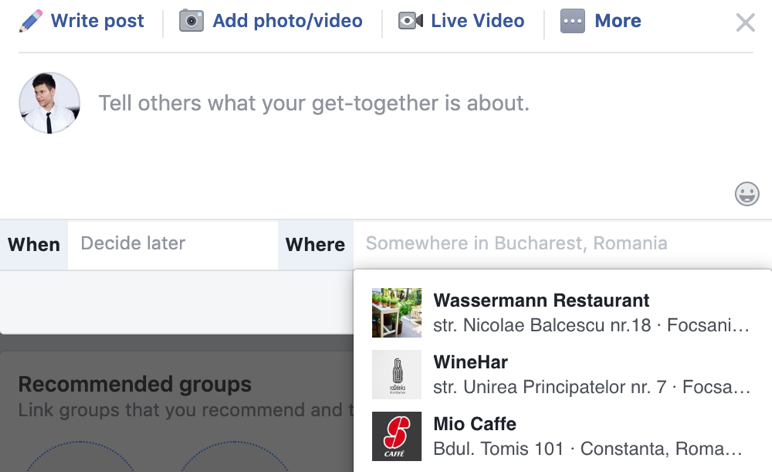 Write post
Add photo/video
Live Video
More
Tell others what your get-together is about.
When
Decide later
Where
Somewhere in Bucharest, Romania
Wassermann Restaurant
str. Nicolae Balcescu nr.18 · Focsani…
WineHar
str. Unirea Principatelor nr. 7 · Focsa…
Mio Caffe
Bdul. Tomis 101 · Constanta, Roma…
CAFFÈ
Recommended groups
Link groups that you recommend and t